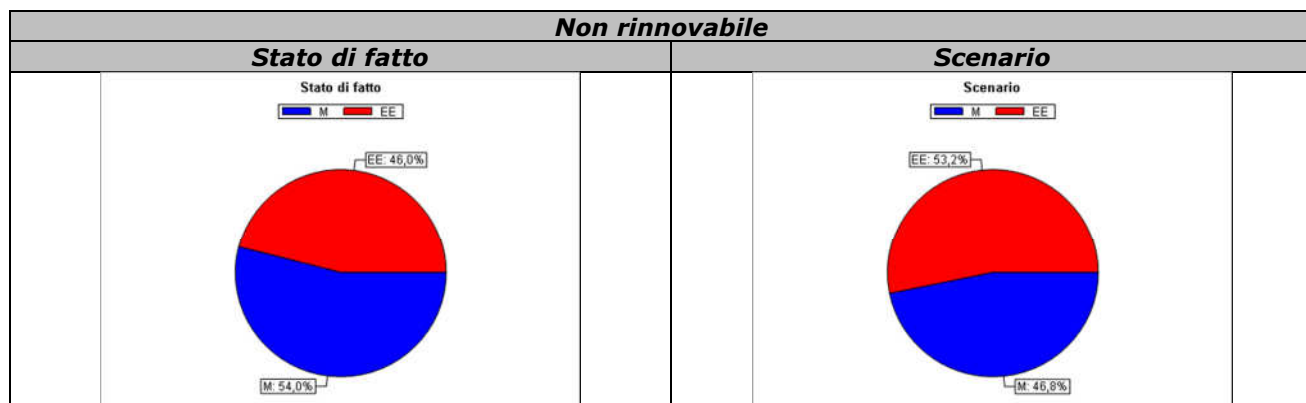 Non rinnovabile
Stato di fatto
Scenario
Stato di fatto
M EE
EE: 46,0%
M: 54,0%
Scenario
M EE
EE: 53,2%
M: 46,8%